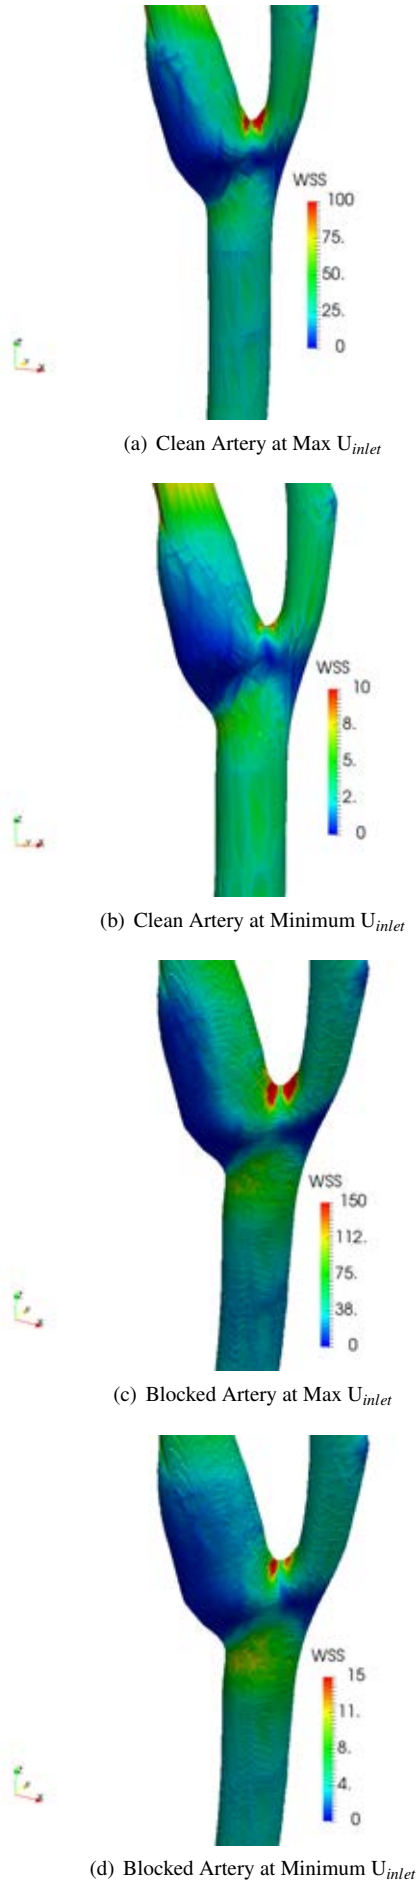 WSS
100
75.
50
25.
0
(a) Clean Artery at Max U_inlet
WSS
10
8.
5.
2.
0
(b) Clean Artery at Minimum U_inlet
WSS
150
112.
75.
38.
0
(c) Blocked Artery at Max U_inlet
WSS
15
11.
8.
4.
0
(d) Blocked Artery at Minimum U_inlet